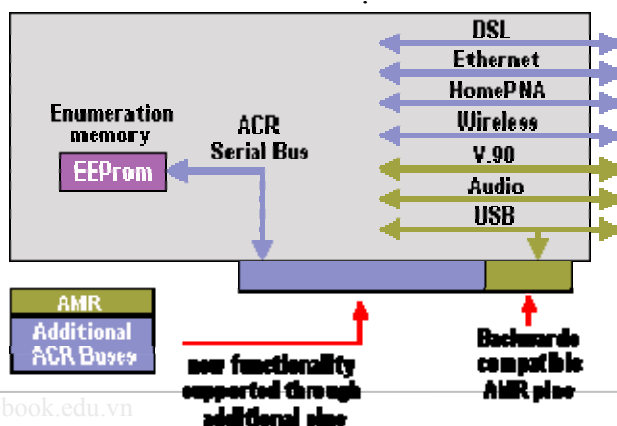 DSL
Ethernet
HomePNA
Wireless
V.90
Audio
USB
Enumeration
memory
EEProm
ACR
Serial Bus
AMR
Additional
ACR Buses
new functionality
supported through
additional pins
Backwards
compatible
AMR pins
book.edu.vn